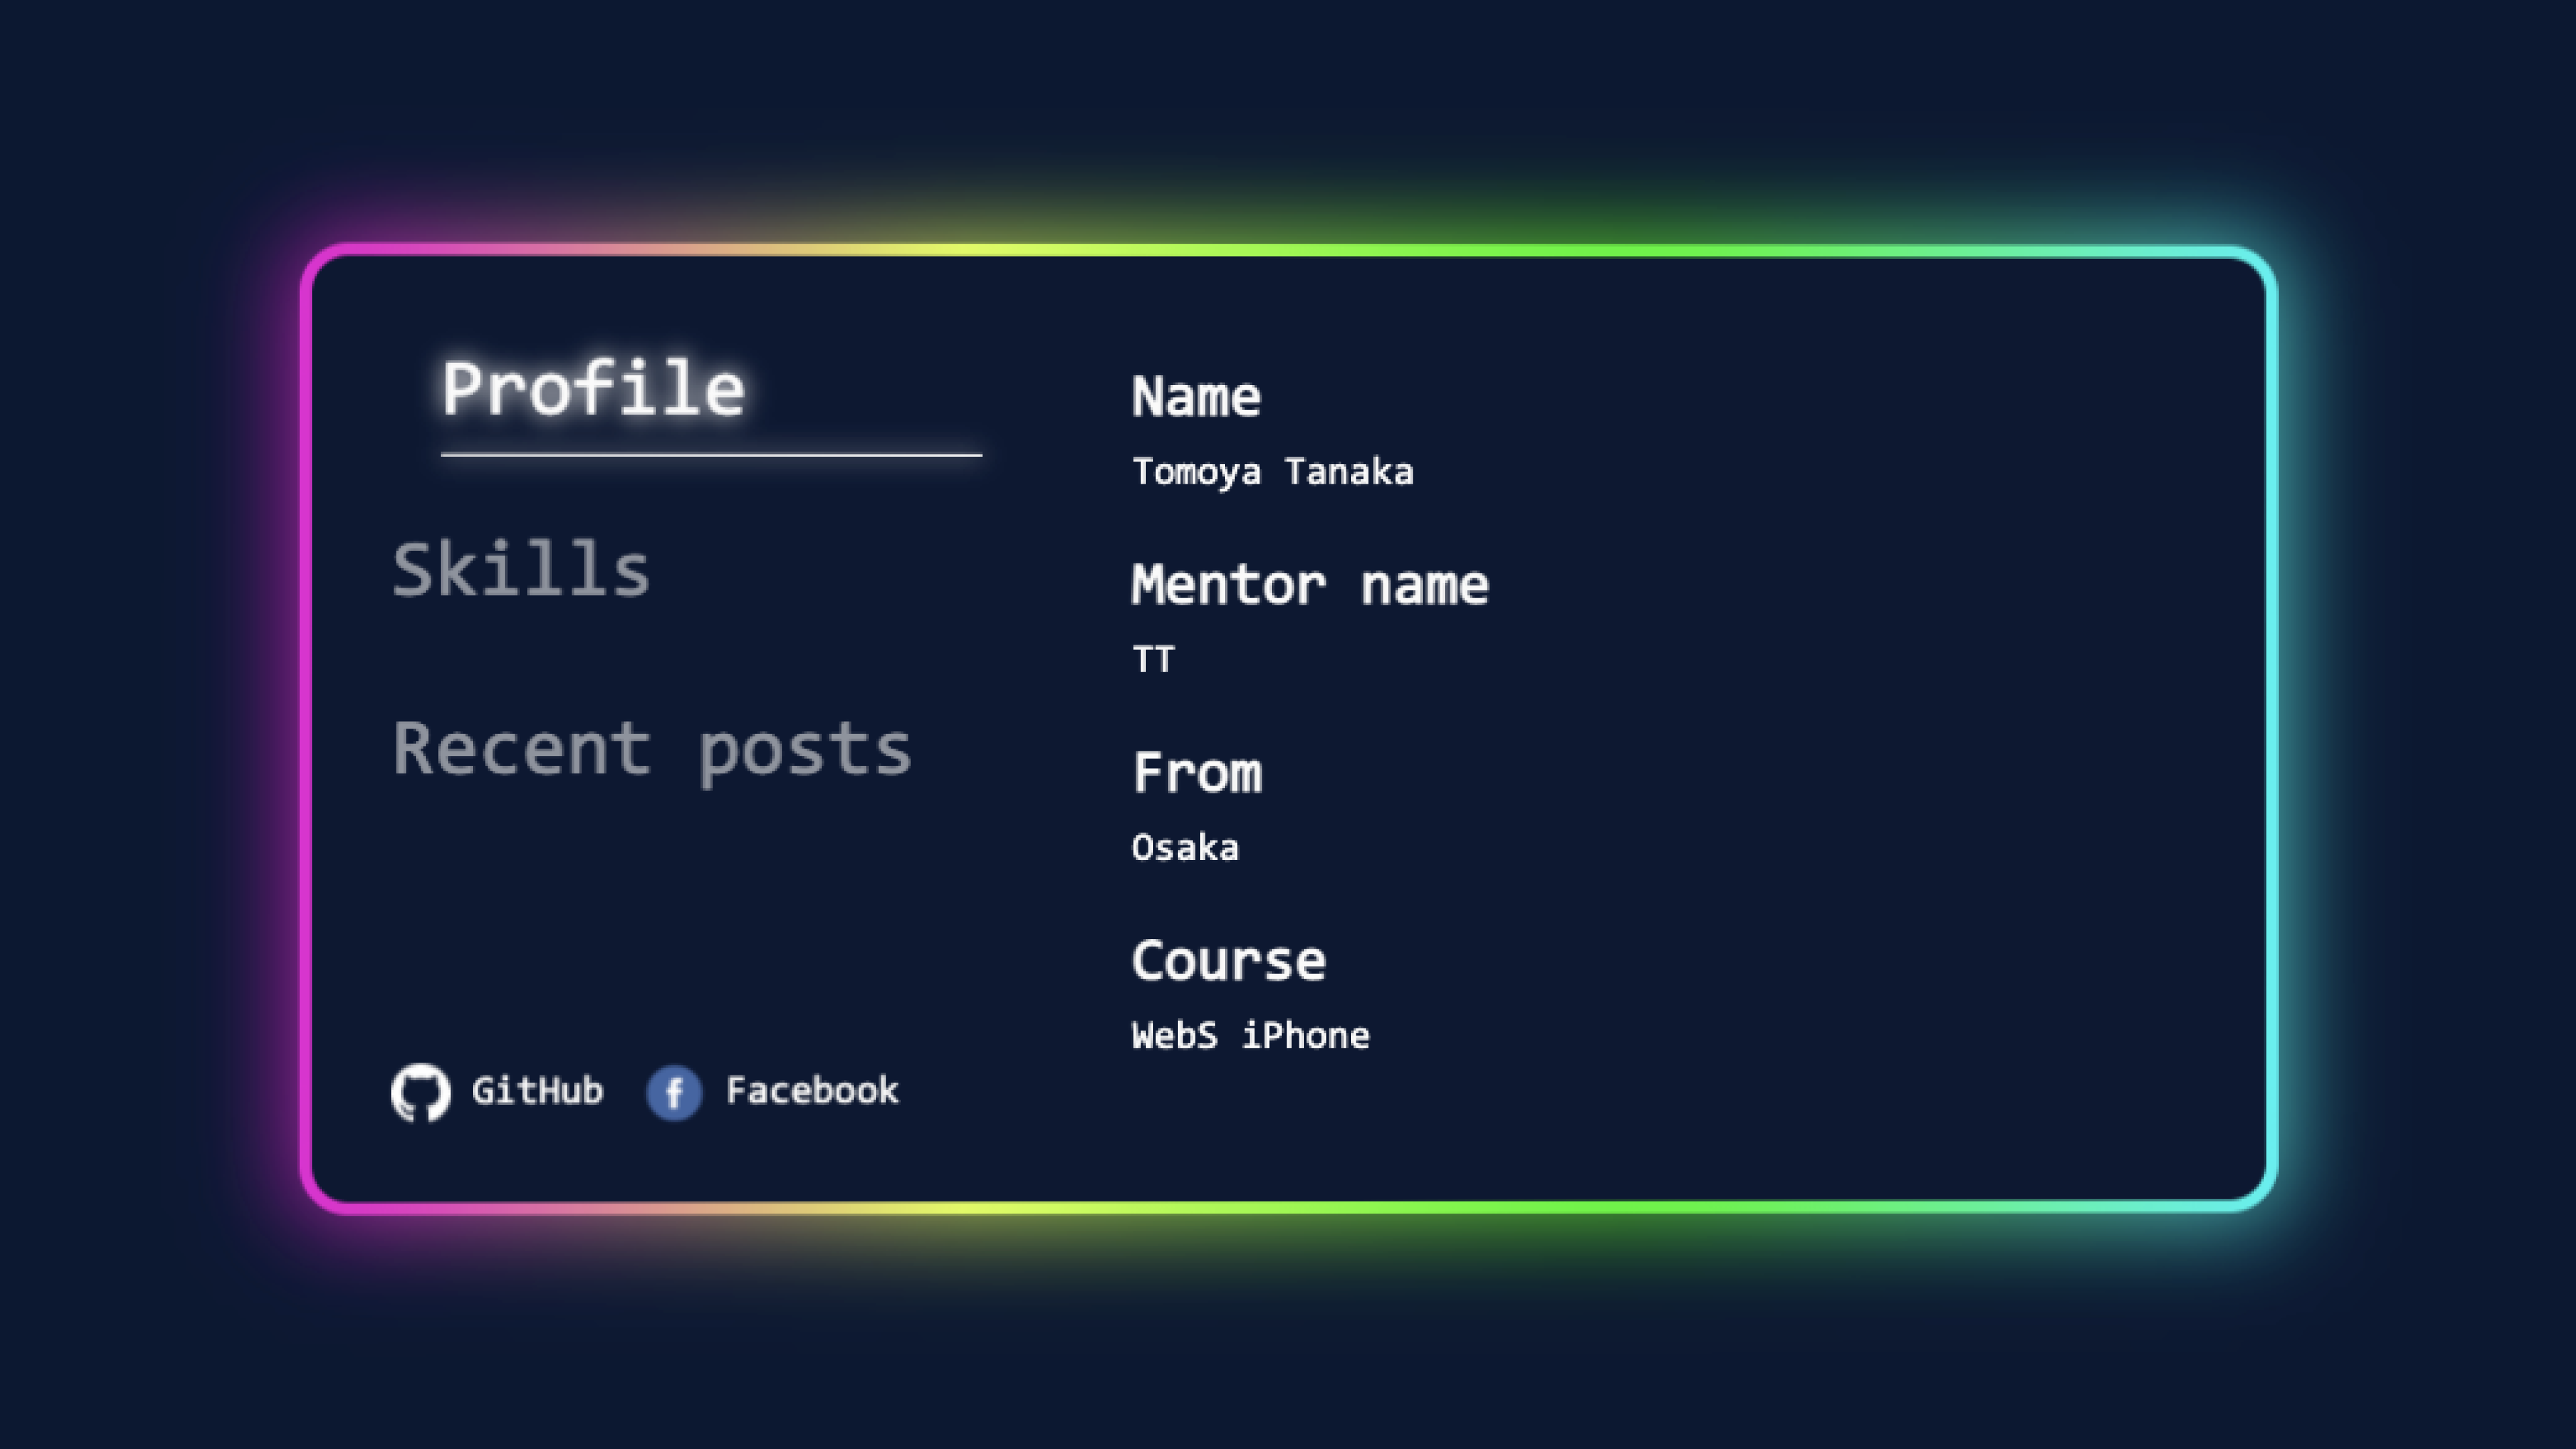 Profile
Skills
Recent posts
GitHub
Facebook
Name
Tomoya Tanaka
Mentor name
TT
From
Osaka
Course
WebS iPhone